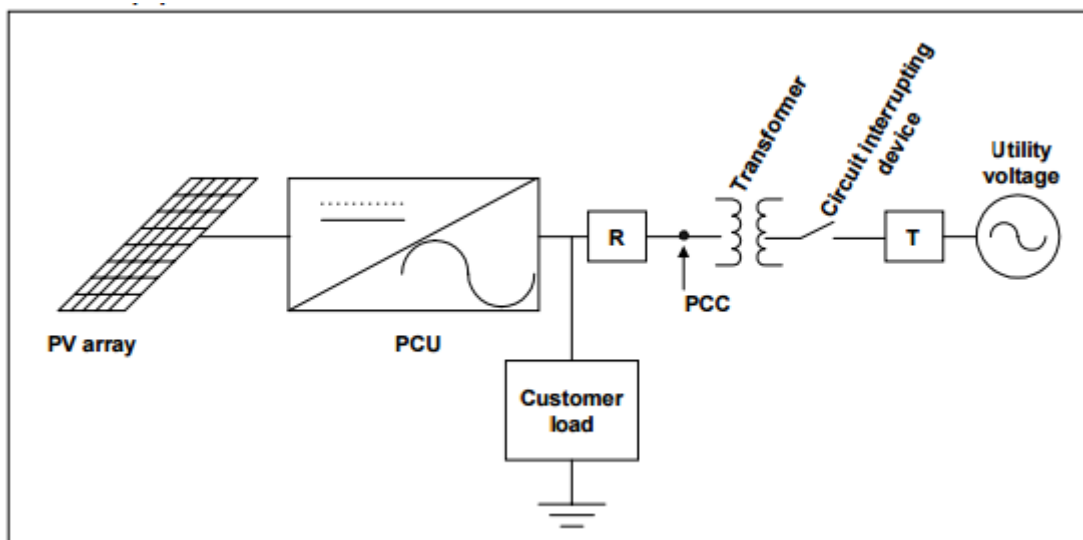 Transformer
Circuit interrupting
device
Utility
voltage
R
T
PCC
PV array
PCU
Customer
load